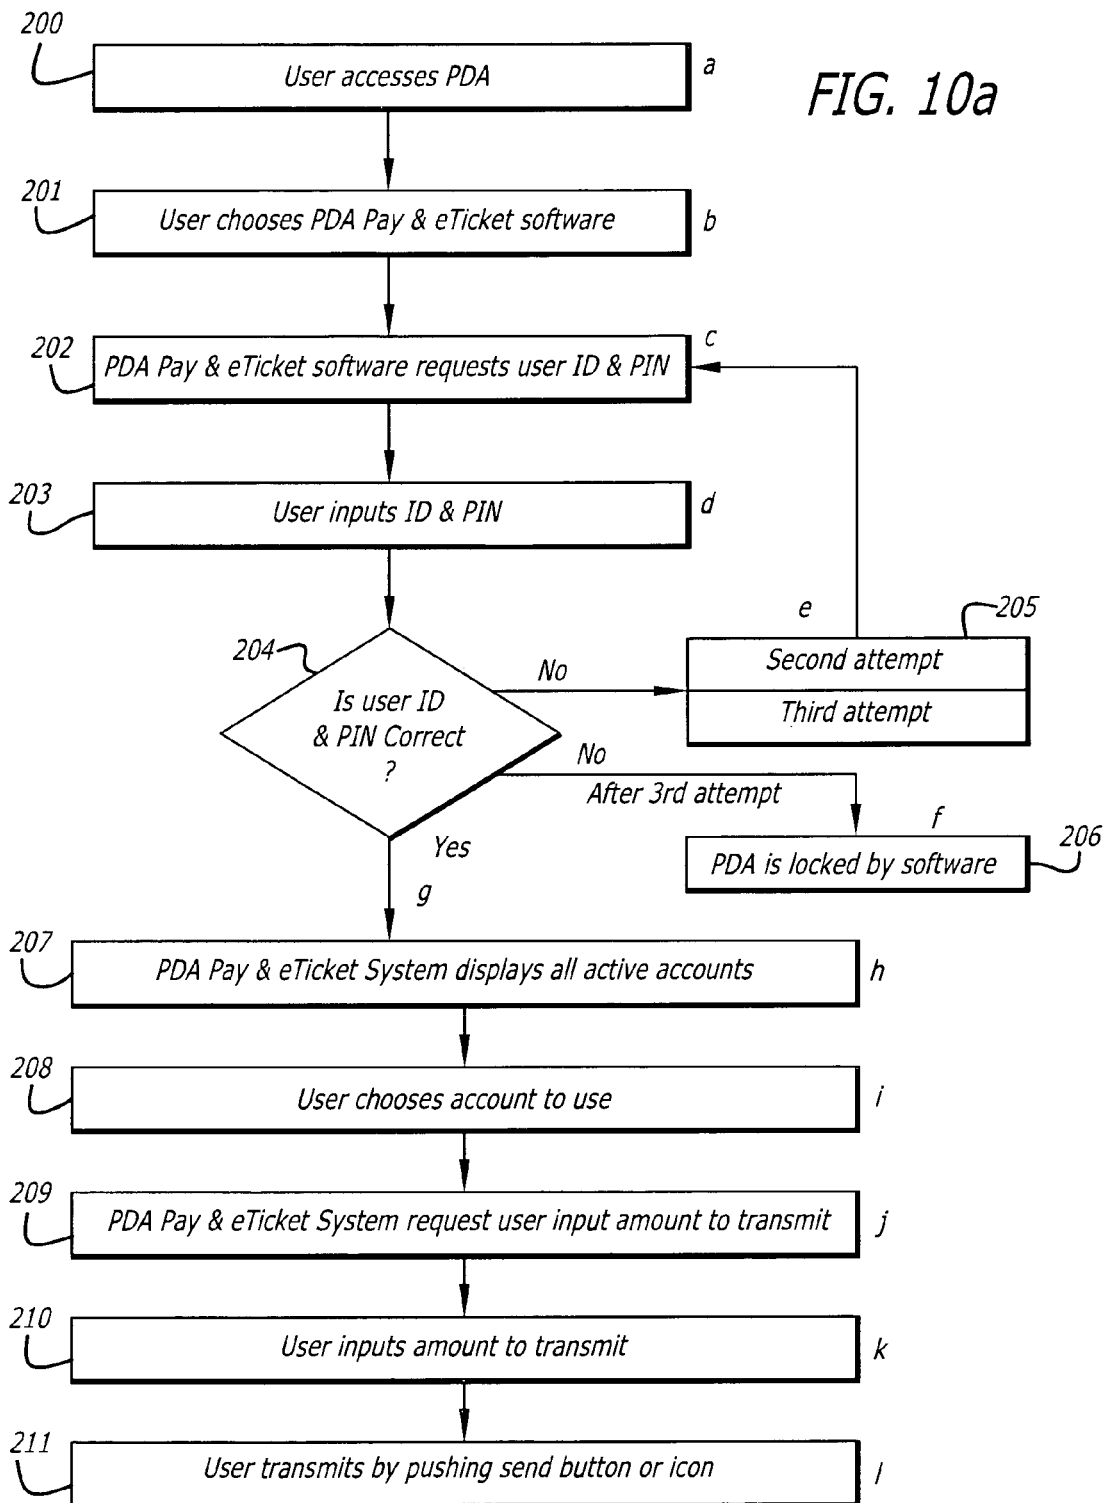 200
User accesses PDA
a
FIG. 10a
201
User chooses PDA Pay & eTicket software
b
202
PDA Pay & eTicket software requests user ID & PIN
c
203
User inputs ID & PIN
d
204
Is user ID
& PIN Correct
?
No
e
205
Second attempt
Third attempt
No
After 3rd attempt
f
PDA is locked by software
206
Yes
g
207
PDA Pay & eTicket System displays all active accounts
h
208
User chooses account to use
i
209
PDA Pay & eTicket System request user input amount to transmit
j
210
User inputs amount to transmit
k
211
User transmits by pushing send button or icon
l